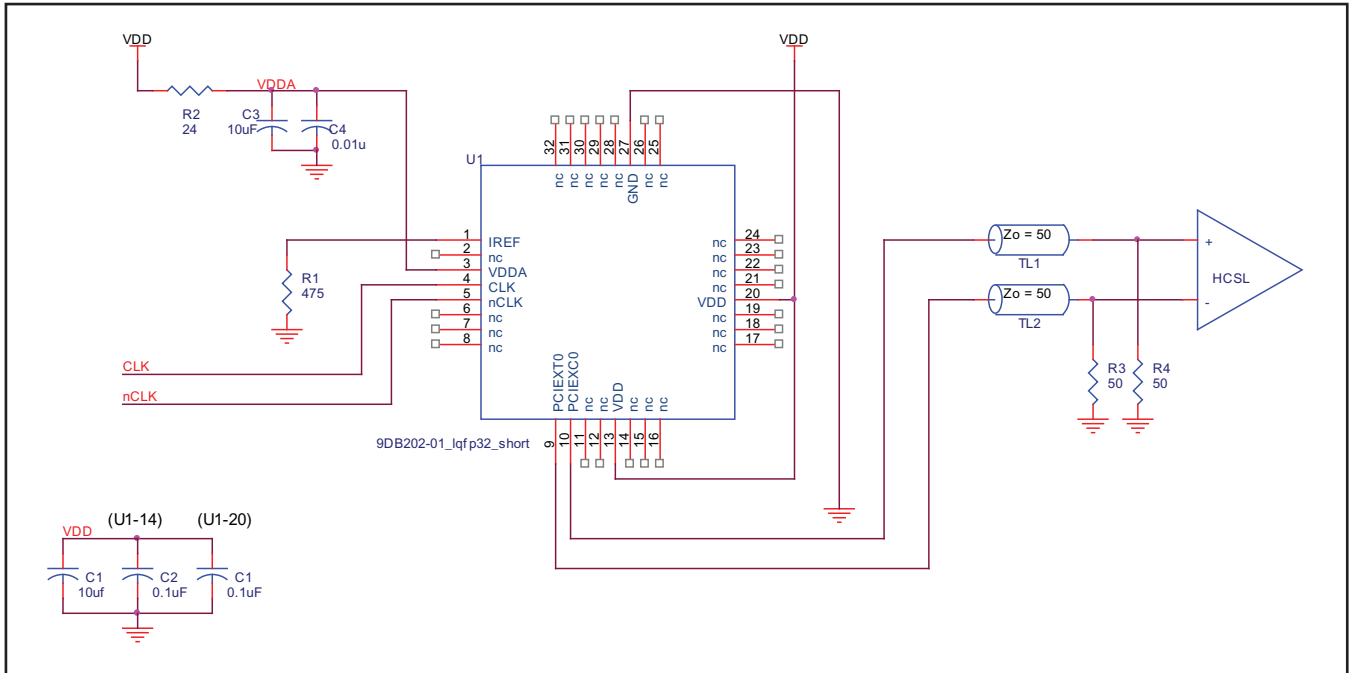 VDD
VDD
VDDA
R2
24
C3
10uF
C4
0.01u
U1
32
31
30
29
28
27
26
25
nc
nc
nc
nc
nc
GND
nc
nc
1
2
3
4
5
6
7
8
IREF
nc
VDDA
CLK
nCLK
nc
nc
nc
24
23
22
21
20
19
18
17
nc
nc
nc
nc
VDD
nc
nc
nc
R1
475
CLK
nCLK
PCIEXT0
PCIEXC0
nc
nc
VDD
nc
nc
nc
9
10
11
12
13
14
15
16
9DB202-01_lqfp32_short
Zo = 50
TL1
Zo = 50
TL2
+
-
HCSL
R3
50
R4
50
(U1-14)
(U1-20)
VDD
C1
10uf
C2
0.1uF
C1
0.1uF